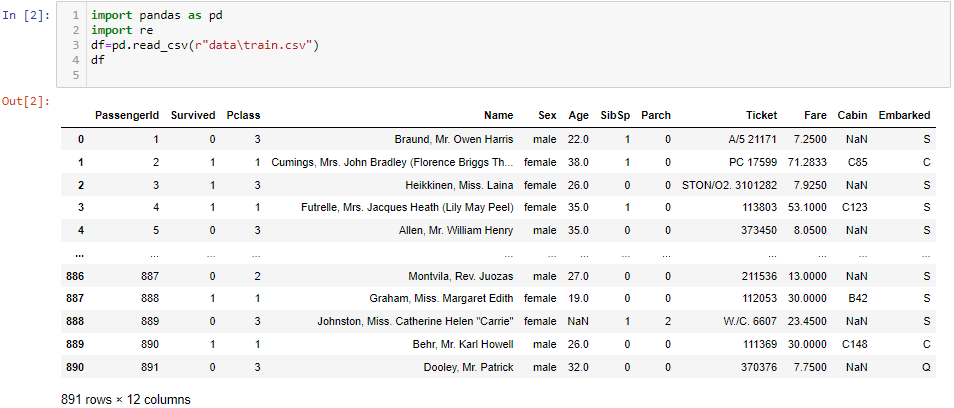 In [2]:
1 import pandas as pd
2 import re
3 df=pd.read_csv(r"data\train.csv")
4 df
5
Out[2]:
PassengerId Survived Pclass Name Sex Age SibSp Parch Ticket Fare Cabin Embarked
0 1 0 3 Braund, Mr. Owen Harris male 22.0 1 0 A/5 21171 7.2500 NaN S
1 2 1 1 Cumings, Mrs. John Bradley (Florence Briggs Th... female 38.0 1 0 PC 17599 71.2833 C85 C
2 3 1 3 Heikkinen, Miss. Laina female 26.0 0 0 STON/O2. 3101282 7.9250 NaN S
3 4 1 1 Futrelle, Mrs. Jacques Heath (Lily May Peel) female 35.0 1 0 113803 53.1000 C123 S
4 5 0 3 Allen, Mr. William Henry male 35.0 0 0 373450 8.0500 NaN S
... ... ... ... ... ... ... ... ... ... ... ... ...
886 887 0 2 Montvila, Rev. Juozas male 27.0 0 0 211536 13.0000 NaN S
887 888 1 1 Graham, Miss. Margaret Edith female 19.0 0 0 112053 30.0000 B42 S
888 889 0 3 Johnston, Miss. Catherine Helen "Carrie" female NaN 1 2 W./C. 6607 23.4500 NaN S
889 890 1 1 Behr, Mr. Karl Howell male 26.0 0 0 111369 30.0000 C148 C
890 891 0 3 Dooley, Mr. Patrick male 32.0 0 0 370376 7.7500 NaN Q
891 rows × 12 columns